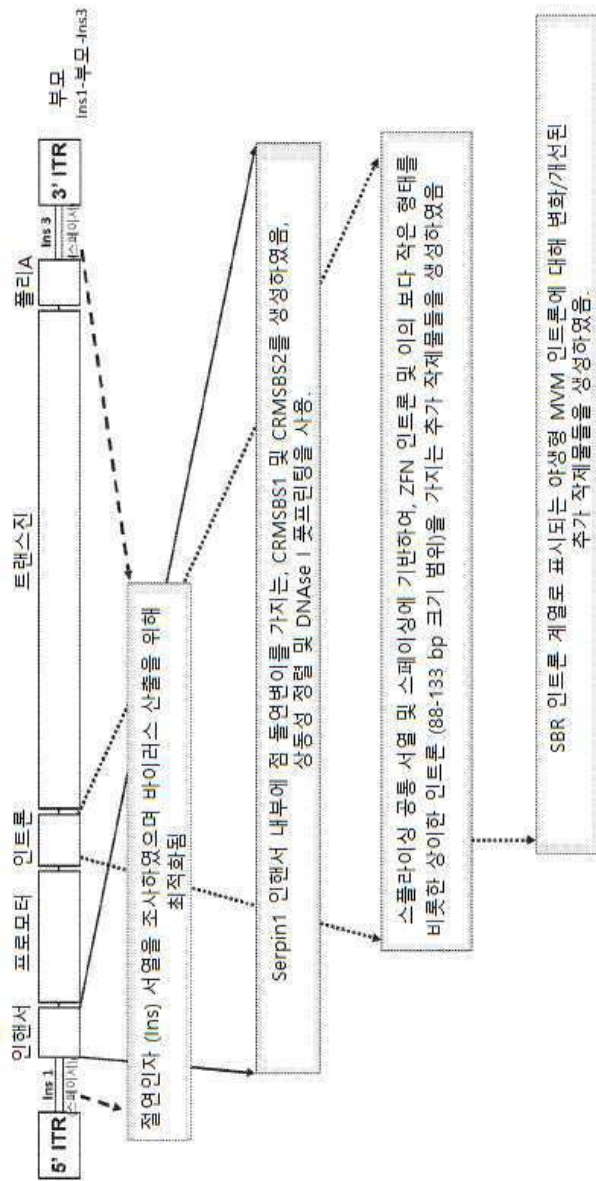 인핸서
프로모터
인트론
트랜스진
폴리A
부모
Ins1-부모-Ins3
5' ITR
Ins 1
스페이서
Ins 3
스페이서
3' ITR
절연인자 (Ins) 서열을 조사하였으며 바이러스 산출을 위해
최적화됨
Serpin1 인핸서 내부에 점 돌연변이를 가지는, CRMSBS1 및 CRMSBS2를 생성하였음,
상동성 정렬 및 DNAse I 풋프린팅을 사용.
스플라이싱 공통 서열 및 스페이싱에 기반하여, ZFN 인트론 및 이의 보다 작은 형태를
비롯한 상이한 인트론 (88-133 bp 크기 범위)을 가지는 추가 작제물들을 생성하였음
SBR 인트론 계열로 표시되는 야생형 MVM 인트론에 대해 변화/개선된
추가 작제물들을 생성하였음.